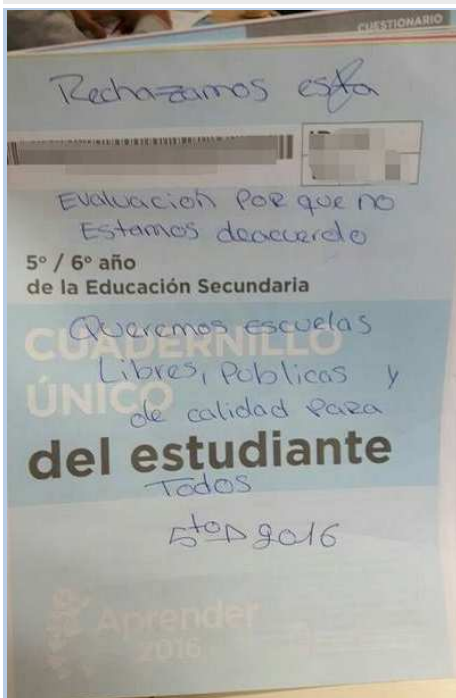 CUESTIONARIO
Rechazamos esta
Evaluacion Por que no
Estamos deacuerdo
5° / 6° año
de la Educación Secundaria
Queremos escuelas
CUADERNILLO
Libres, Publicas y
ÚNICO
de calidad Para
del estudiante
Todos
5to D 2016
Aprender
2016